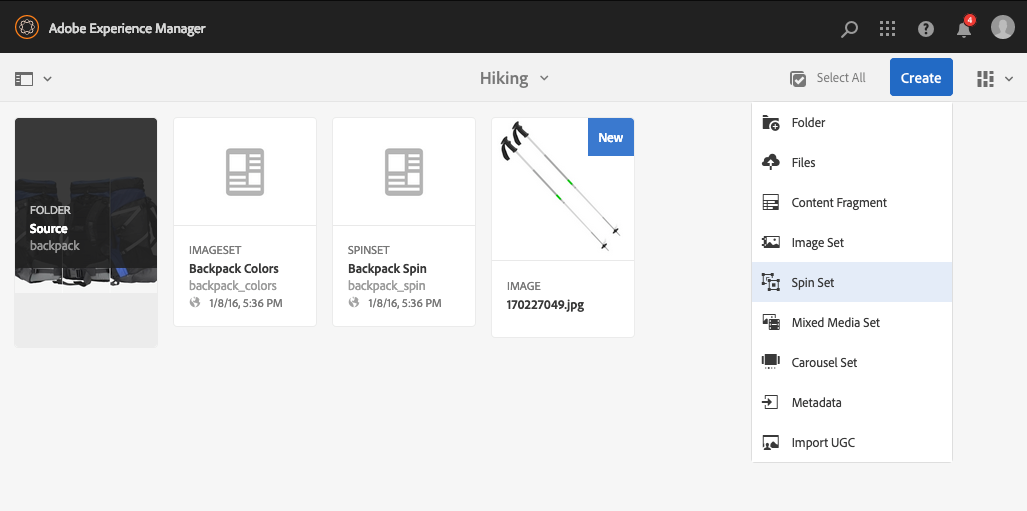 Adobe Experience Manager
4
Hiking
Select All
Create
FOLDER
Source
backpack
IMAGESET
Backpack Colors
backpack_colors
1/8/16, 5:36 PM
SPINSET
Backpack Spin
backpack_spin
1/8/16, 5:36 PM
New
IMAGE
170227049.jpg
Folder
Files
Content Fragment
Image Set
Spin Set
Mixed Media Set
Carousel Set
Metadata
Import UGC